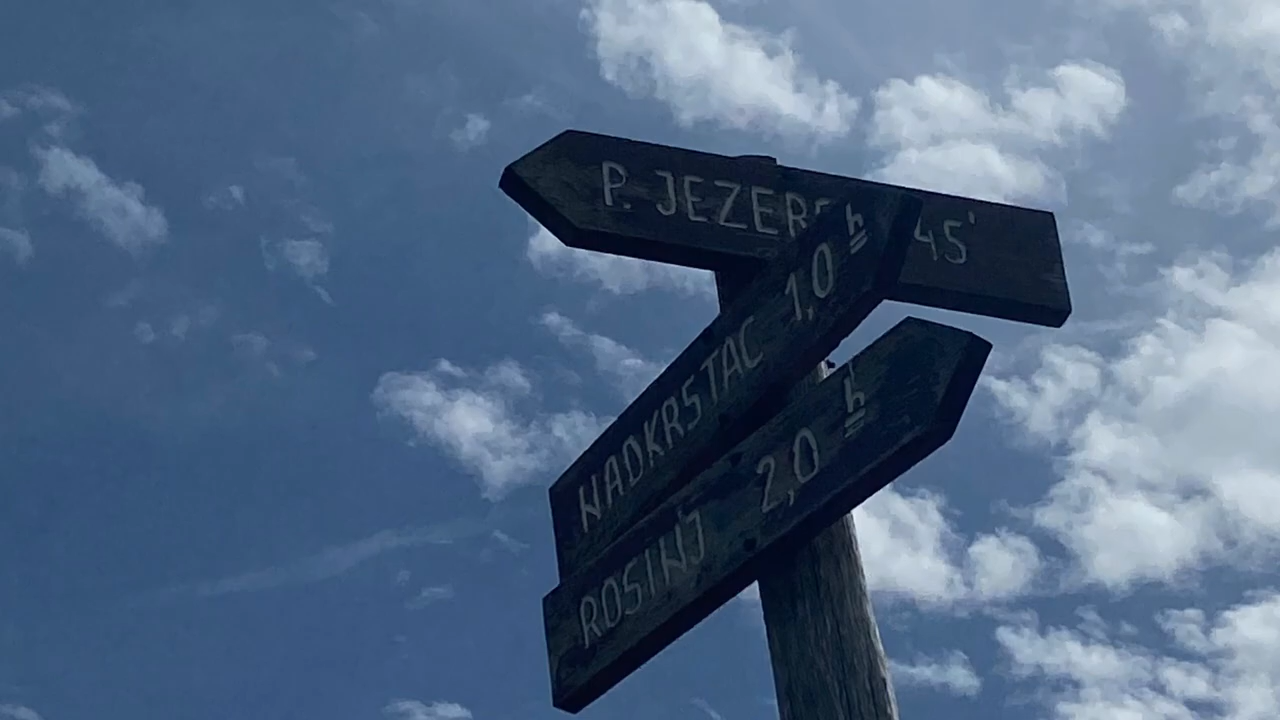 P. JEZER 45'
NADKRSTAC 1,0 h
ROSINJ 2,0 h